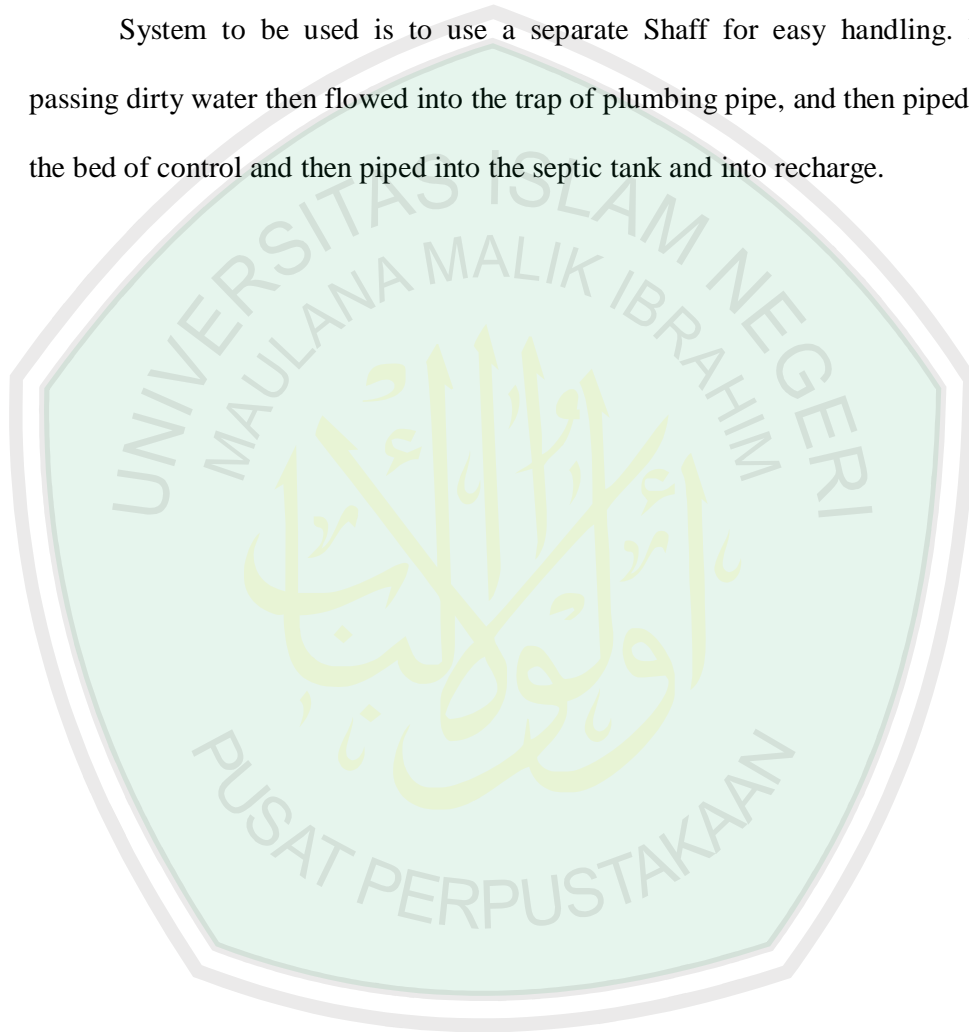 System to be used is to use a separate Shaff for easy handling.
passing dirty water then flowed into the trap of plumbing pipe, and then piped
the bed of control and then piped into the septic tank and into recharge.
UNIVERSITAS ISLAM NEGERI
MAULANA MALIK IBRAHIM
أولوا الألباب
PUSAT PERPUSTAKAAN